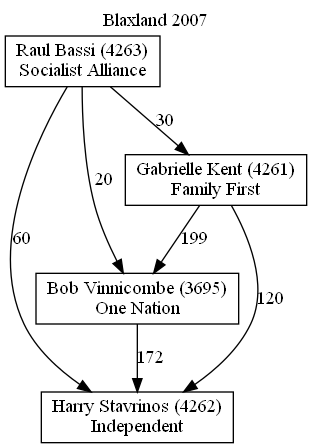 Blaxland 2007
Raul Bassi (4263)
Socialist Alliance
30
Gabrielle Kent (4261)
Family First
20
60
199
120
Bob Vinnicombe (3695)
One Nation
172
Harry Stavrinos (4262)
Independent